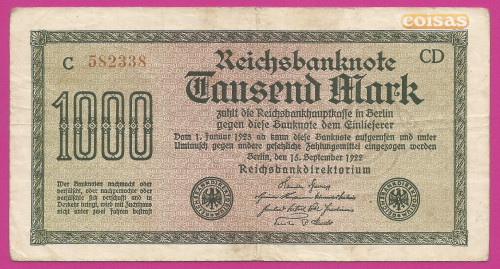 coisas
C 582338
Reichsbanknote
CD
1000
Tausend Mark
zahlt die Reichsbankhauptkasse in Berlin
gegen diese Banknote dem Einlieferer
Vom 1. Januar 1923 ab kann diese Banknote aufgerufen und unter
Umtausch gegen andere gesetzliche Zahlungsmittel eingezogen werden
Berlin, den 15. September 1922
Reichsbankdirektorium
Wer Banknoten nachmacht oder
verfälscht, oder nachgemachte oder
verfälschte sich verschafft und in
Verkehr bringt, wird mit Zuchthaus
nicht unter zwei Jahren bestraft